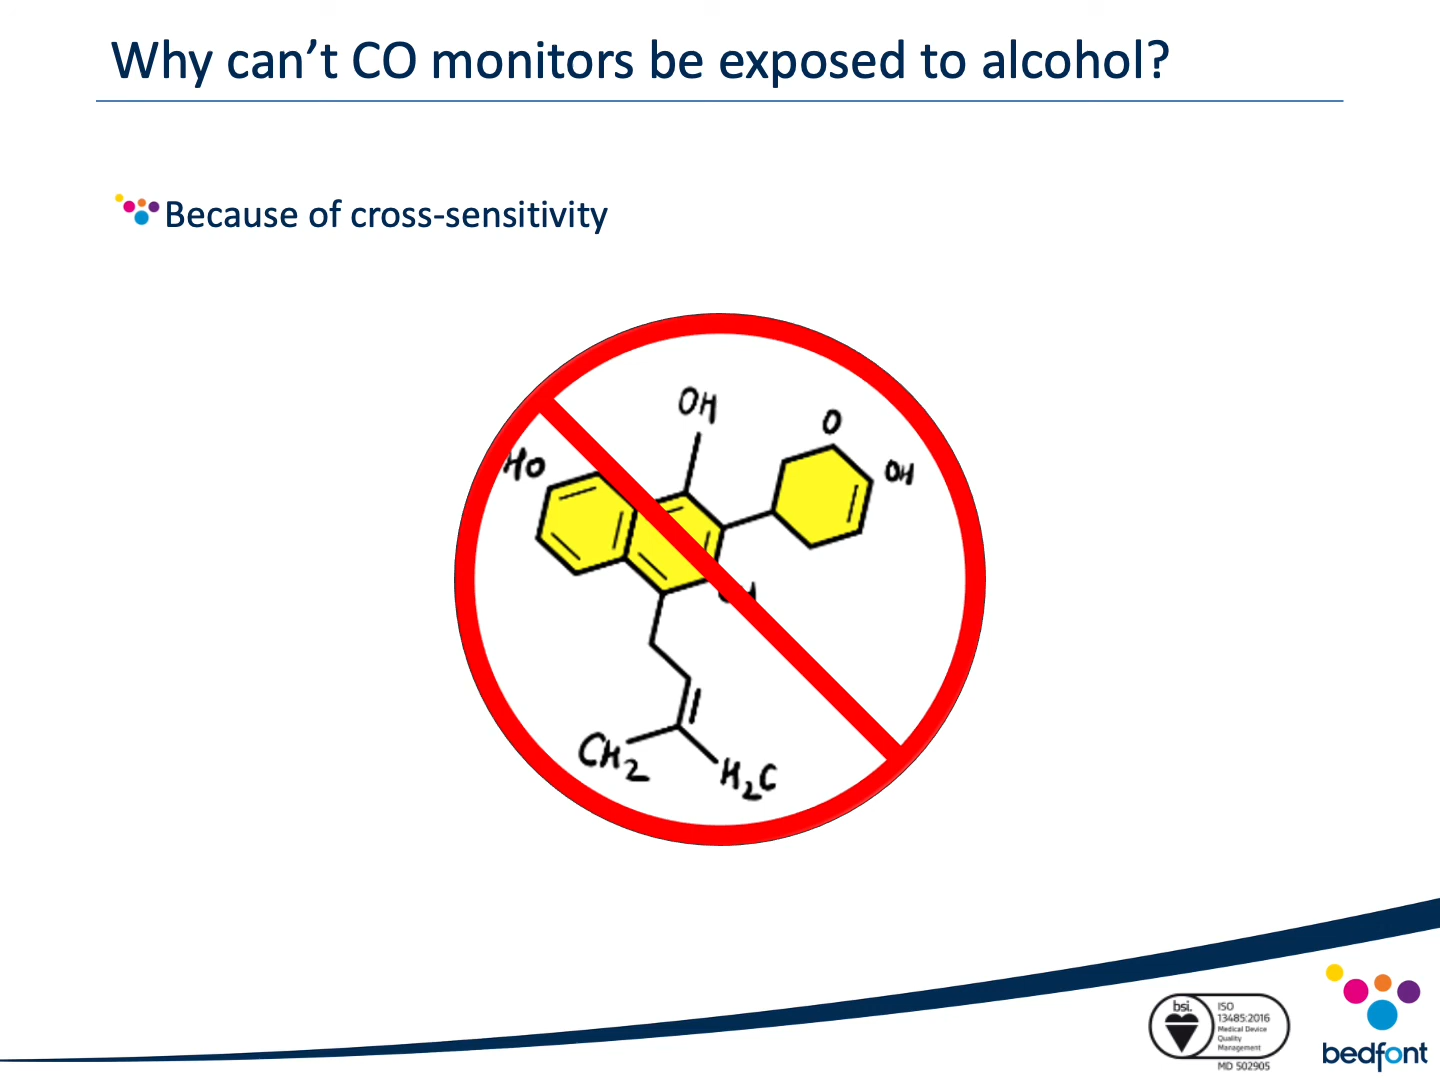 Why can’t CO monitors be exposed to alcohol?
Because of cross-sensitivity
OH
O
HO
OH
CH2
H2C
bsi.
ISO
13485:2016
Medical Device
Quality
Management
MD 502905
bedfont